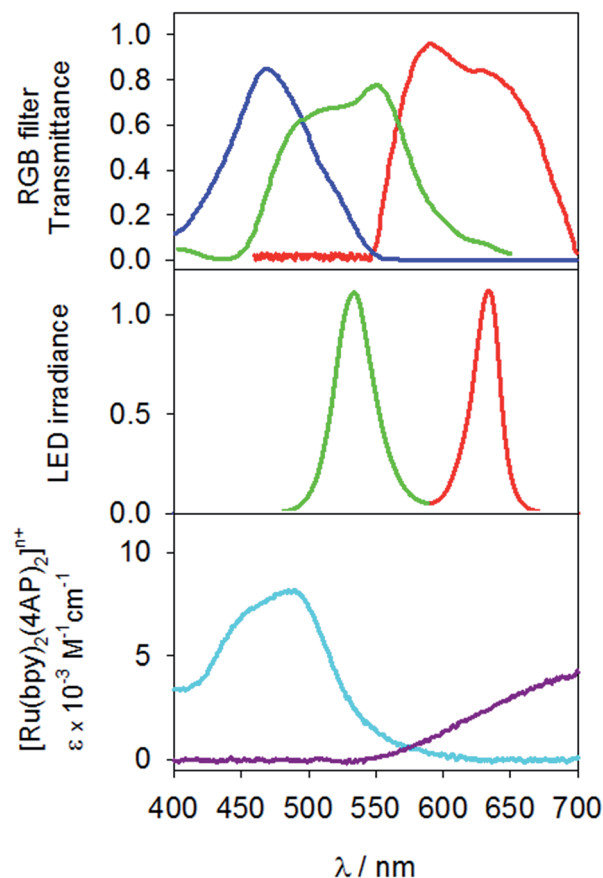 RGB filter
Transmittance
1.0
0.8
0.6
0.4
0.2
0.0
LED irradiance
1.0
0.5
0.0
[Ru(bpy)₂(4AP)₂]ⁿ⁺
ε x 10⁻³ M⁻¹cm⁻¹
10
5
0
400 450 500 550 600 650 700
λ / nm